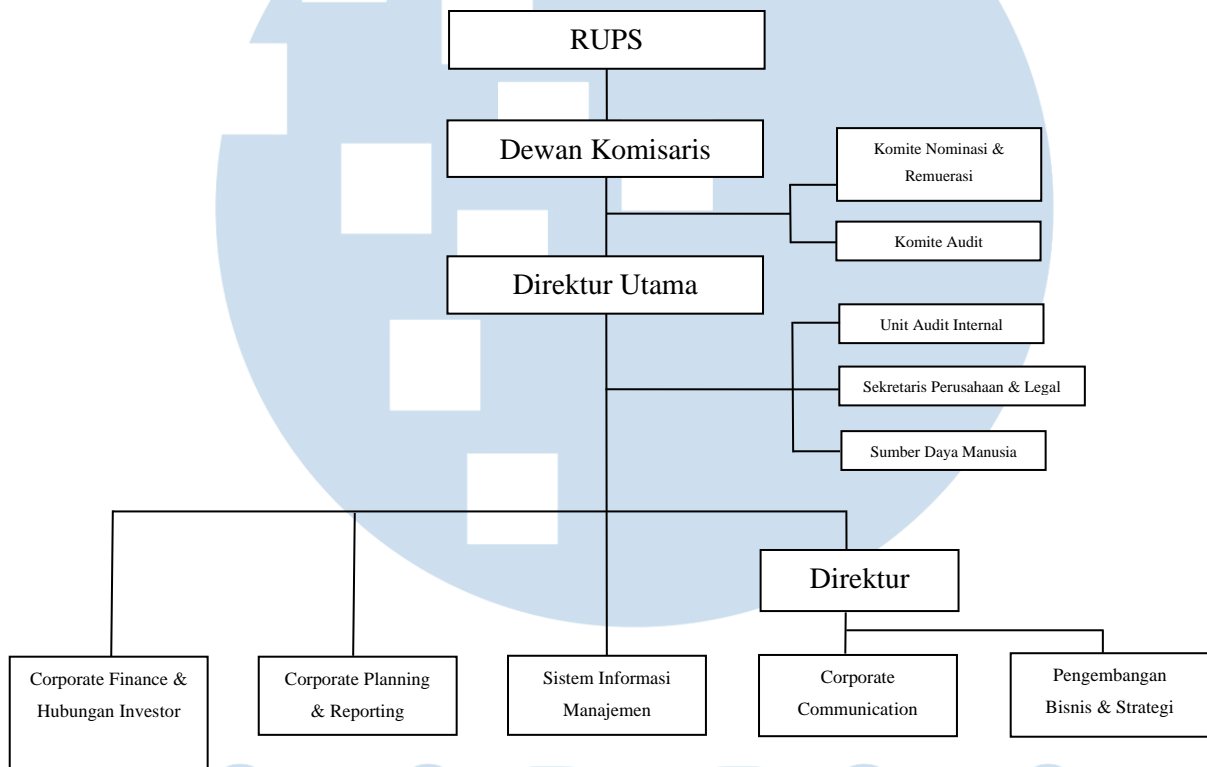 RUPS
Dewan Komisaris
Komite Nominasi &
Remuerasi
Komite Audit
Direktur Utama
Unit Audit Internal
Sekretaris Perusahaan & Legal
Sumber Daya Manusia
Direktur
Corporate Finance &
Hubungan Investor
Corporate Planning
& Reporting
Sistem Informasi
Manajemen
Corporate
Communication
Pengembangan
Bisnis & Strategi